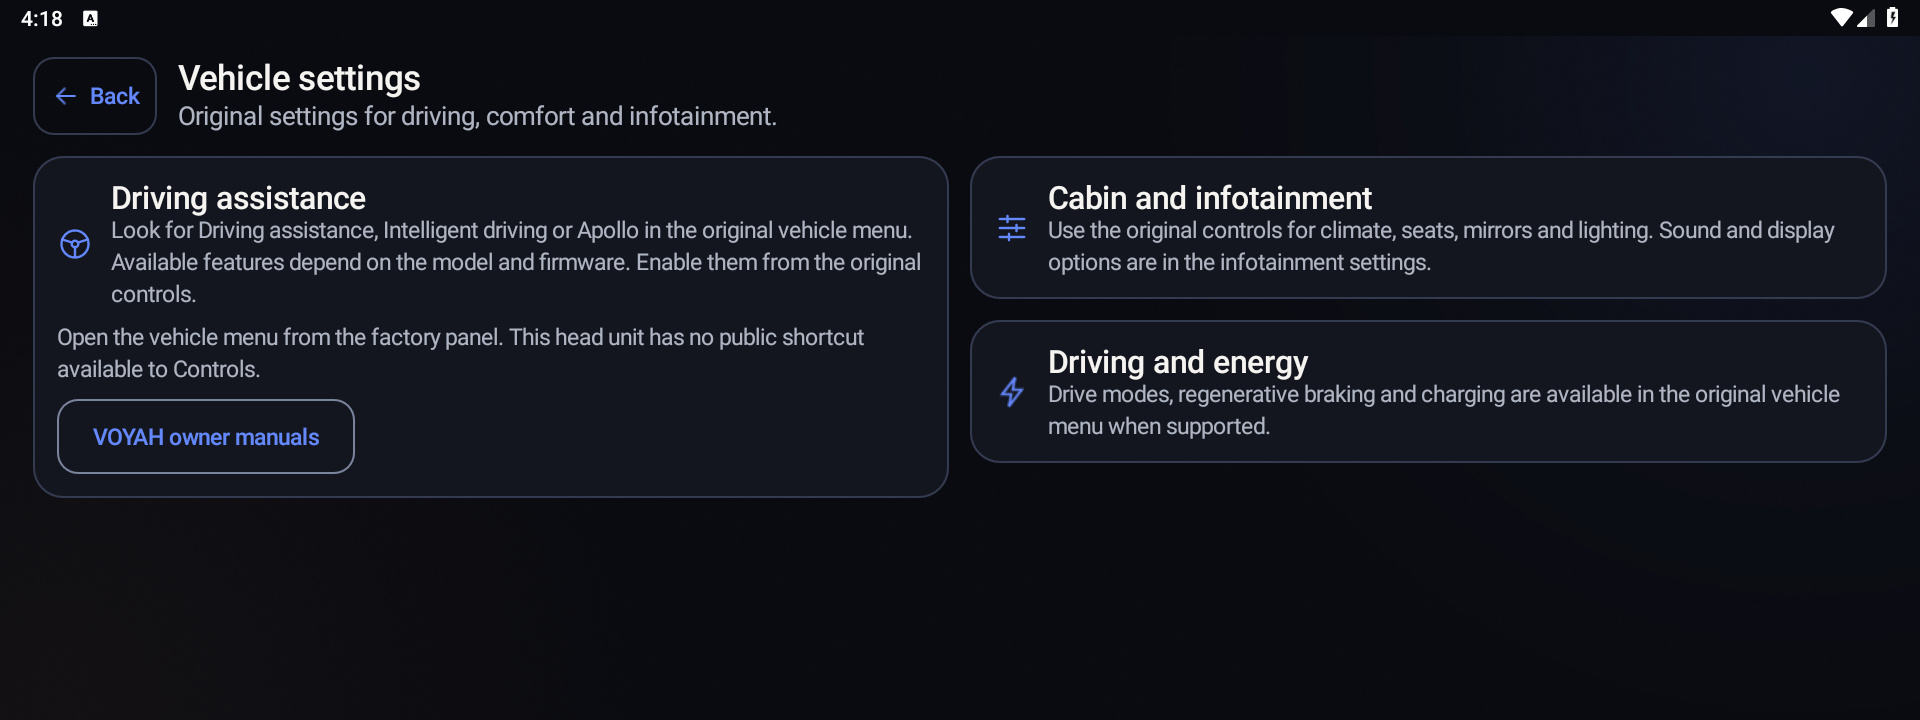 4:18
A
Back
Vehicle settings
Original settings for driving, comfort and infotainment.
Driving assistance
Look for Driving assistance, Intelligent driving or Apollo in the original vehicle menu.
Available features depend on the model and firmware. Enable them from the original
controls.
Open the vehicle menu from the factory panel. This head unit has no public shortcut
available to Controls.
VOYAH owner manuals
Cabin and infotainment
Use the original controls for climate, seats, mirrors and lighting. Sound and display
options are in the infotainment settings.
Driving and energy
Drive modes, regenerative braking and charging are available in the original vehicle
menu when supported.